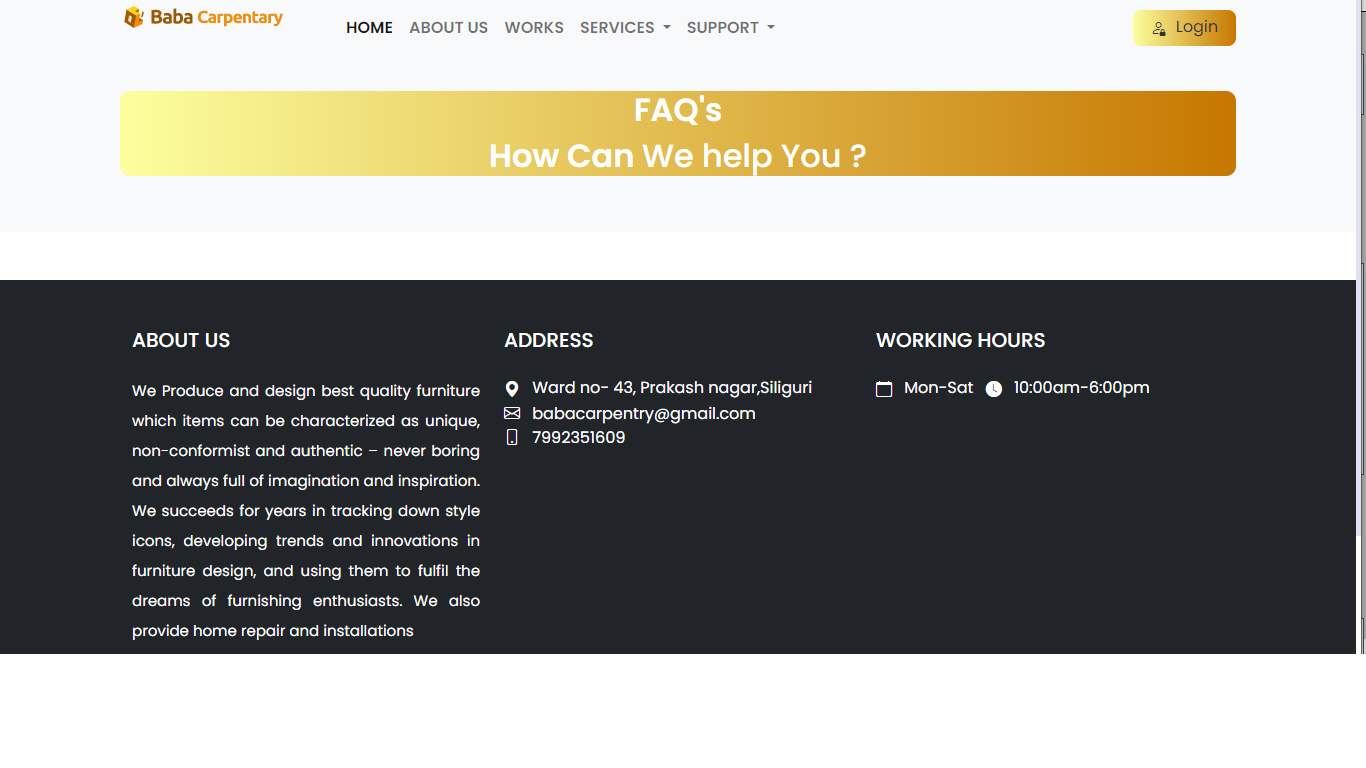 Baba Carpentary
HOME ABOUT US WORKS SERVICES SUPPORT
Login
FAQ's
How Can We help You ?
ABOUT US
We Produce and design best quality furniture
which items can be characterized as unique,
non-conformist and authentic – never boring
and always full of imagination and inspiration.
We succeeds for years in tracking down style
icons, developing trends and innovations in
furniture design, and using them to fulfil the
dreams of furnishing enthusiasts. We also
provide home repair and installations
ADDRESS
Ward no- 43, Prakash nagar,Siliguri
babacarpentry@gmail.com
7992351609
WORKING HOURS
Mon-Sat 10:00am-6:00pm